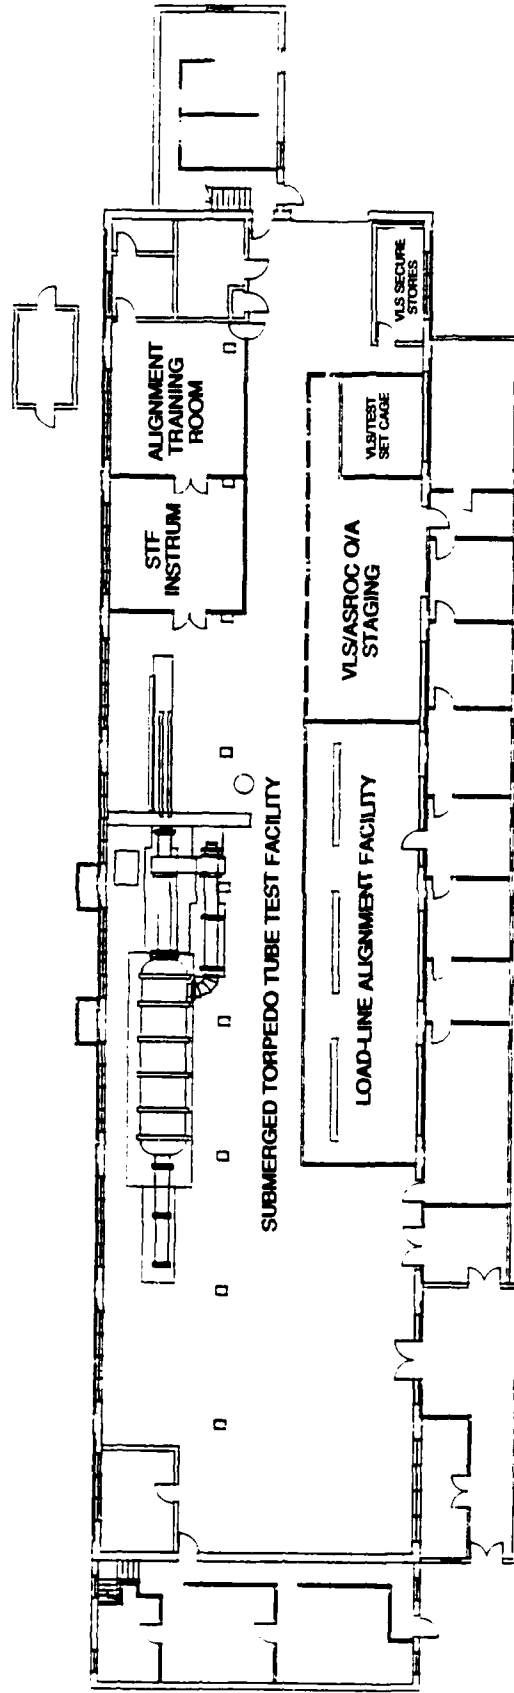 ALIGNMENT
TRAINING
ROOM
STF
INSTRUM
VLS SECURE
STORES
VLS/TEST
SET CAGE
VLS/ASROC O/A
STAGING
SUBMERGED TORPEDO TUBE TEST FACILITY
LOAD-LINE ALIGNMENT FACILITY